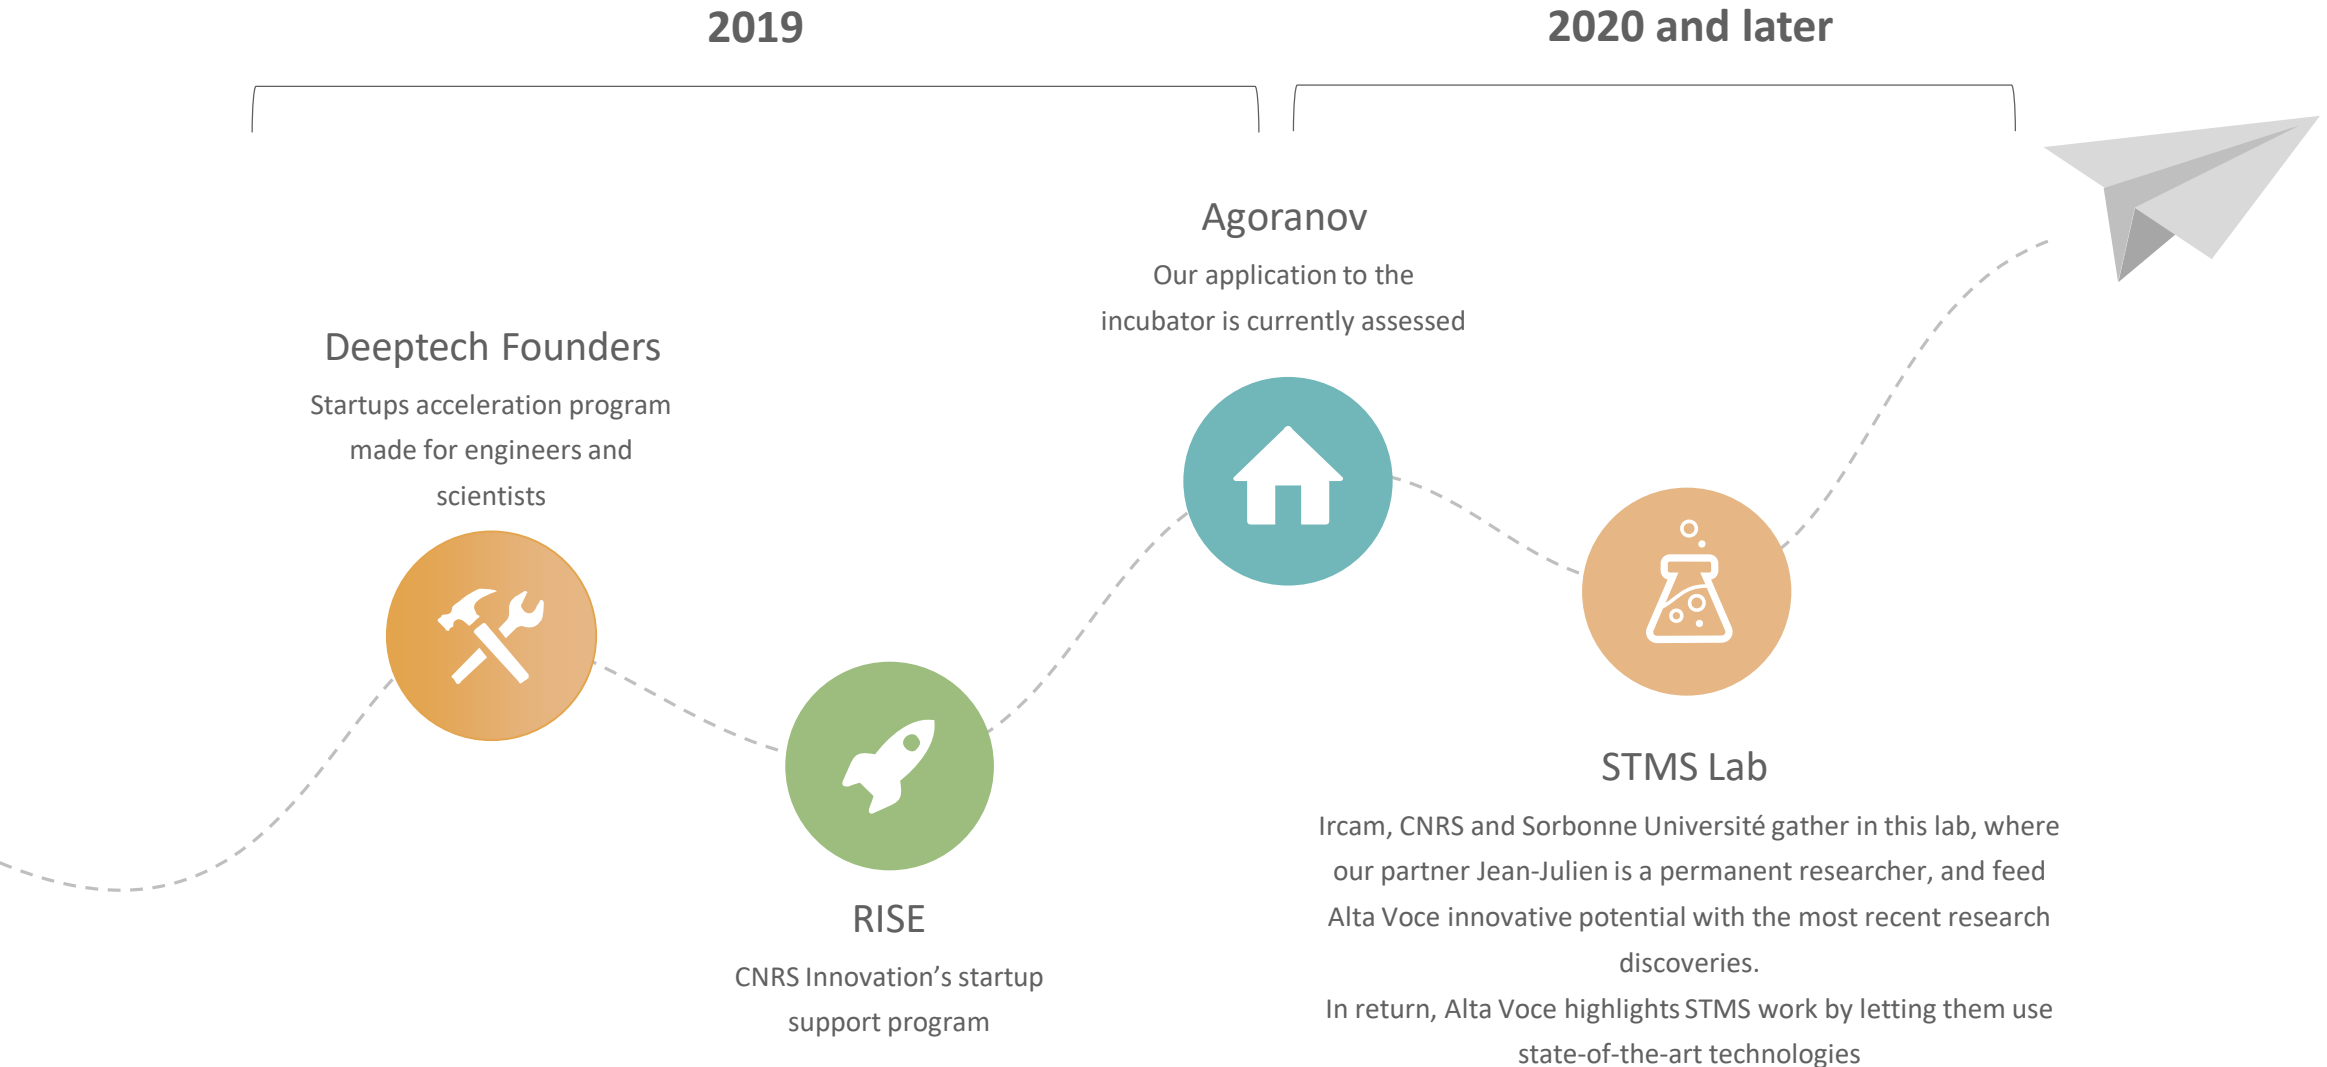 2019
2020 and later
Agoranov
Our application to the
incubator is currently assessed
Deeptech Founders
Startups acceleration program
made for engineers and
scientists
STMS Lab
Ircam, CNRS and Sorbonne Université gather in this lab, where
our partner Jean-Julien is a permanent researcher, and feed
Alta Voce innovative potential with the most recent research
discoveries.
In return, Alta Voce highlights STMS work by letting them use
state-of-the-art technologies
RISE
CNRS Innovation’s startup
support program